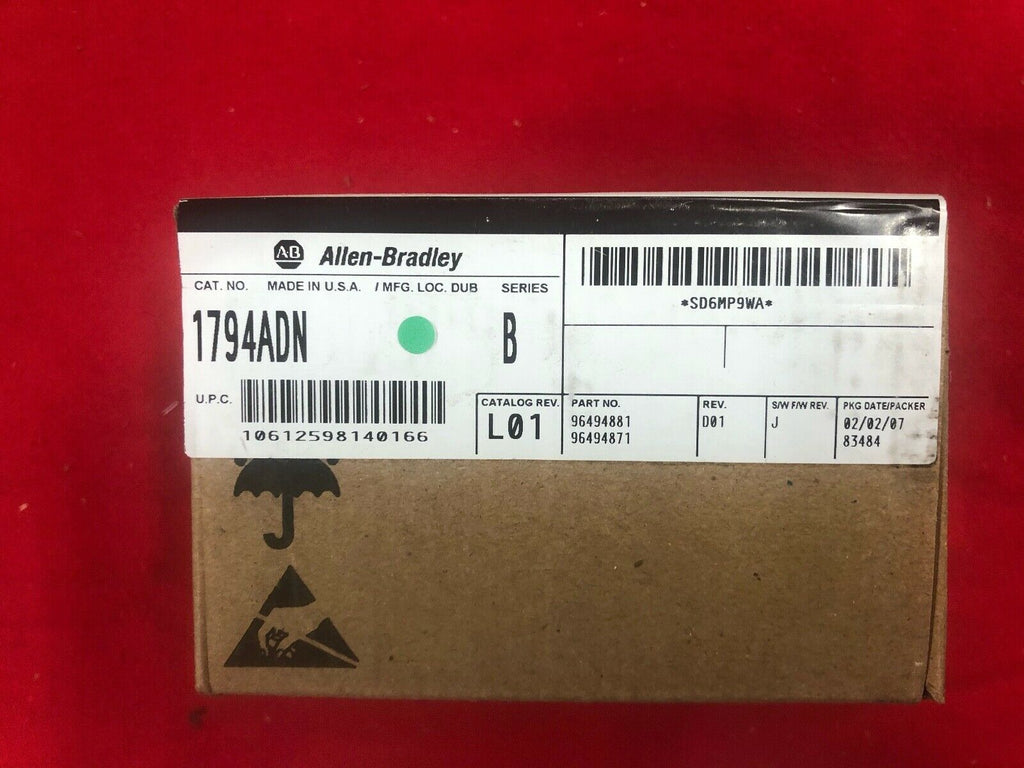 AB Allen-Bradley
CAT. NO. MADE IN U.S.A. / MFG. LOC. DUB SERIES
1794ADN B
U.P.C.
10612598140166
CATALOG REV.
L01
*SD6MP9WA*
PART NO.
96494881
96494871
REV.
D01
S/W F/W REV.
J
PKG DATE/PACKER
02/02/07
83484